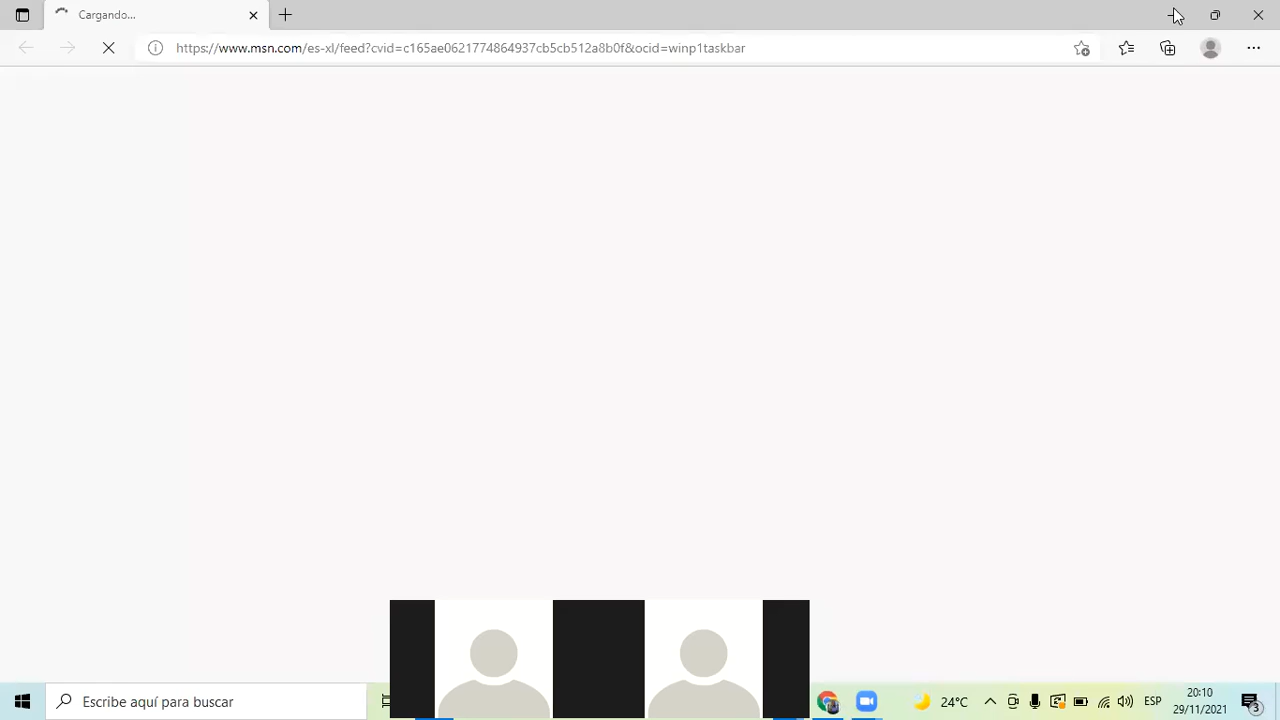 Cargando...
https://www.msn.com/es-xl/feed?cvid=c165ae0621774864937cb5cb512a8b0f&ocid=winp1taskbar
Escribe aquí para buscar
24°C
ESP
20:10
29/11/2021
3